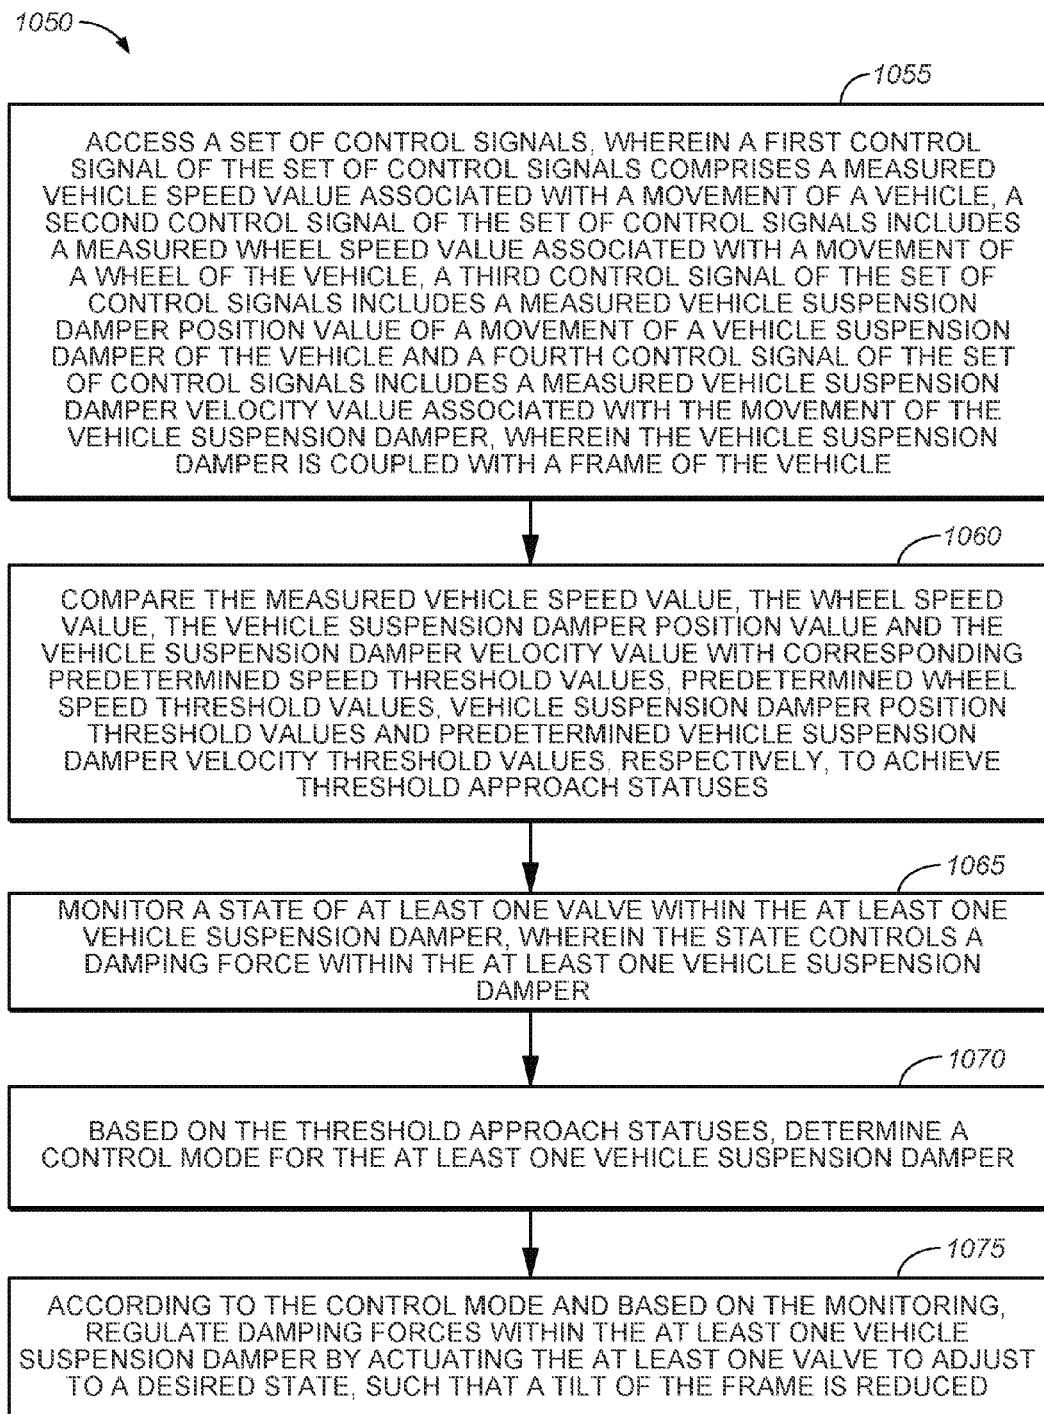 1050
1055
ACCESS A SET OF CONTROL SIGNALS, WHEREIN A FIRST CONTROL
SIGNAL OF THE SET OF CONTROL SIGNALS COMPRISES A MEASURED
VEHICLE SPEED VALUE ASSOCIATED WITH A MOVEMENT OF A VEHICLE, A
SECOND CONTROL SIGNAL OF THE SET OF CONTROL SIGNALS INCLUDES
A MEASURED WHEEL SPEED VALUE ASSOCIATED WITH A MOVEMENT OF
A WHEEL OF THE VEHICLE, A THIRD CONTROL SIGNAL OF THE SET OF
CONTROL SIGNALS INCLUDES A MEASURED VEHICLE SUSPENSION
DAMPER POSITION VALUE OF A MOVEMENT OF A VEHICLE SUSPENSION
DAMPER OF THE VEHICLE AND A FOURTH CONTROL SIGNAL OF THE SET
OF CONTROL SIGNALS INCLUDES A MEASURED VEHICLE SUSPENSION
DAMPER VELOCITY VALUE ASSOCIATED WITH THE MOVEMENT OF THE
VEHICLE SUSPENSION DAMPER, WHEREIN THE VEHICLE SUSPENSION
DAMPER IS COUPLED WITH A FRAME OF THE VEHICLE
1060
COMPARE THE MEASURED VEHICLE SPEED VALUE, THE WHEEL SPEED
VALUE, THE VEHICLE SUSPENSION DAMPER POSITION VALUE AND THE
VEHICLE SUSPENSION DAMPER VELOCITY VALUE WITH CORRESPONDING
PREDETERMINED SPEED THRESHOLD VALUES, PREDETERMINED WHEEL
SPEED THRESHOLD VALUES, VEHICLE SUSPENSION DAMPER POSITION
THRESHOLD VALUES AND PREDETERMINED VEHICLE SUSPENSION
DAMPER VELOCITY THRESHOLD VALUES, RESPECTIVELY, TO ACHIEVE
THRESHOLD APPROACH STATUSES
1065
MONITOR A STATE OF AT LEAST ONE VALVE WITHIN THE AT LEAST ONE
VEHICLE SUSPENSION DAMPER, WHEREIN THE STATE CONTROLS A
DAMPING FORCE WITHIN THE AT LEAST ONE VEHICLE SUSPENSION
DAMPER
1070
BASED ON THE THRESHOLD APPROACH STATUSES, DETERMINE A
CONTROL MODE FOR THE AT LEAST ONE VEHICLE SUSPENSION DAMPER
1075
ACCORDING TO THE CONTROL MODE AND BASED ON THE MONITORING,
REGULATE DAMPING FORCES WITHIN THE AT LEAST ONE VEHICLE
SUSPENSION DAMPER BY ACTUATING THE AT LEAST ONE VALVE TO ADJUST
TO A DESIRED STATE, SUCH THAT A TILT OF THE FRAME IS REDUCED